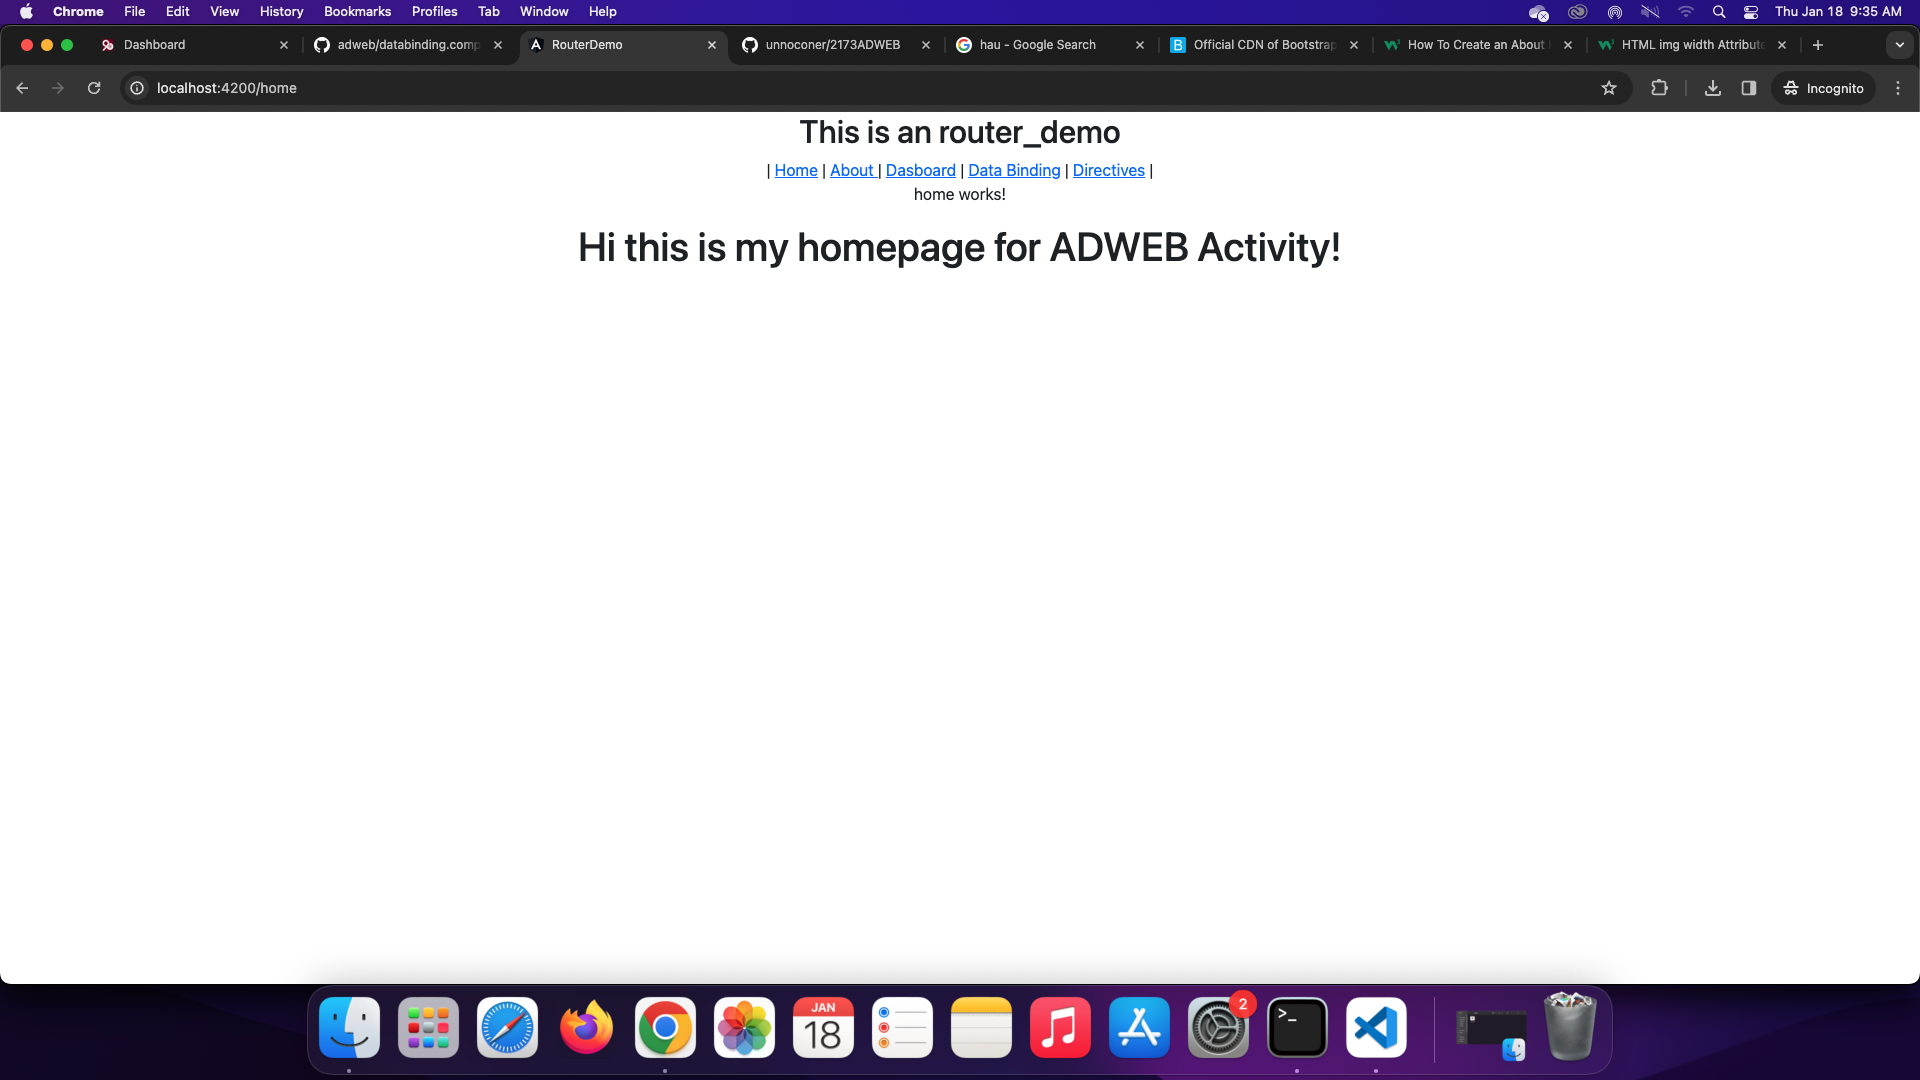 Chrome File Edit View History Bookmarks Profiles Tab Window Help Thu Jan 18 9:35 AM
Dashboard adweb/databinding.comp RouterDemo unnoconer/2173ADWEB hau - Google Search Official CDN of Bootstrap How To Create an About HTML img width Attribute
localhost:4200/home Incognito
This is an router_demo
| Home | About | Dasboard | Data Binding | Directives |
home works!
Hi this is my homepage for ADWEB Activity!
JAN 2
18